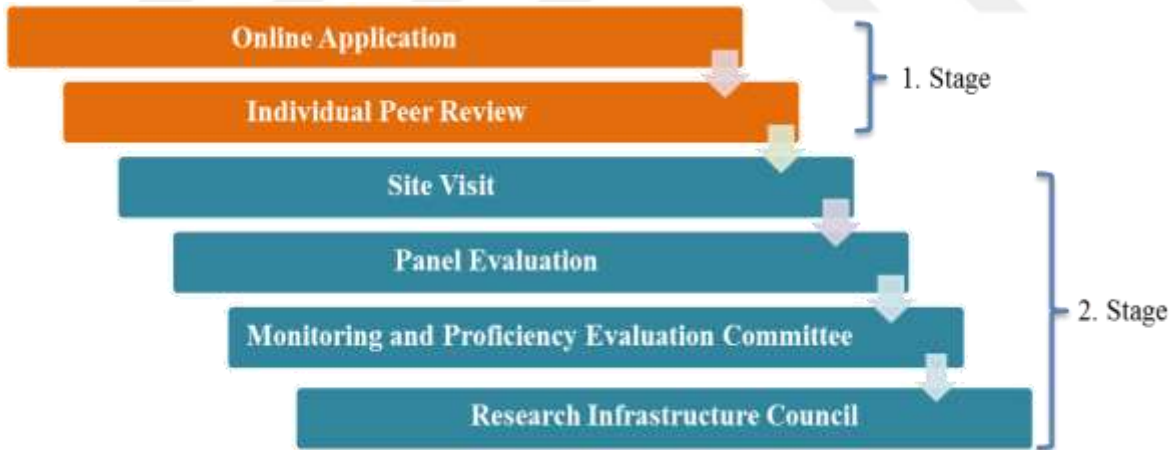 Online Application
Individual Peer Review
1. Stage
Site Visit
Panel Evaluation
Monitoring and Proficiency Evaluation Committee
Research Infrastructure Council
2. Stage